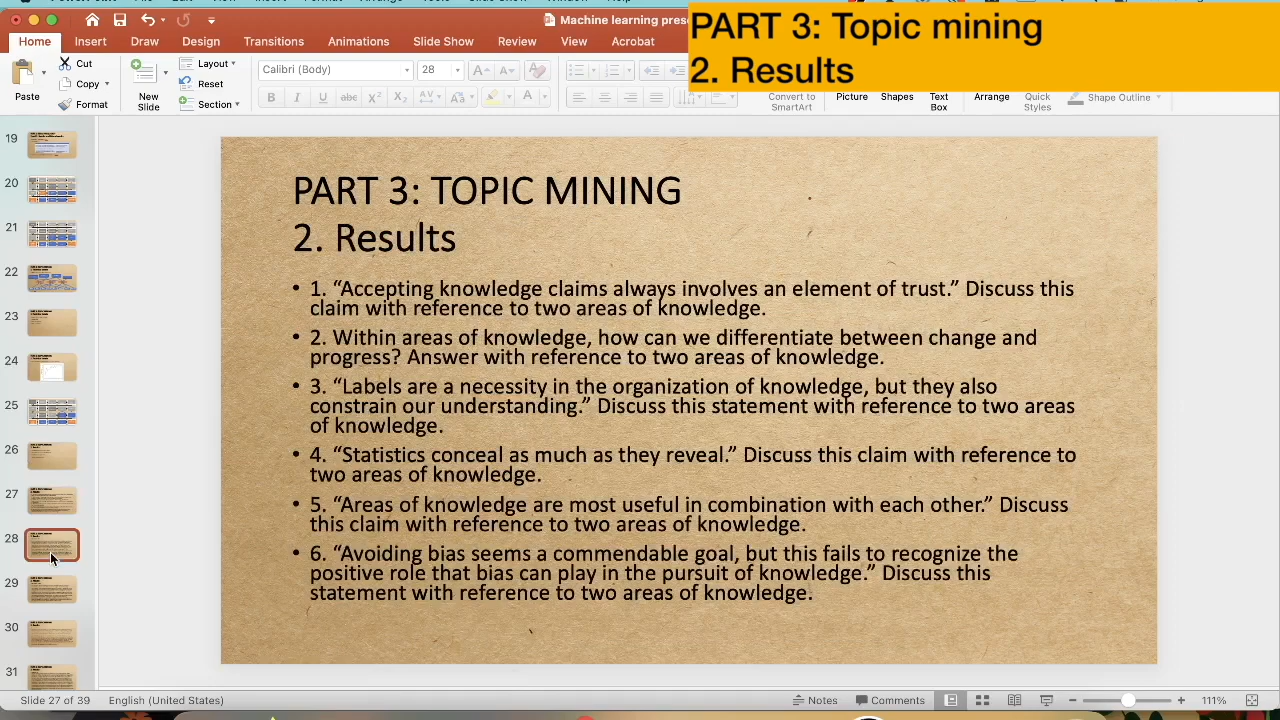 Machine learning prese
PART 3: Topic mining
2. Results
Home Insert Draw Design Transitions Animations Slide Show Review View Acrobat
Cut
Copy
Format
Paste
New
Slide
Layout
Reset
Section
Calibri (Body) 28
Convert to
SmartArt
Picture
Shapes
Text
Box
Arrange
Quick
Styles
Shape Outline
19
20
21
22
23
24
25
26
27
28
29
30
31
PART 3: TOPIC MINING
2. Results
• 1. “Accepting knowledge claims always involves an element of trust.” Discuss this
claim with reference to two areas of knowledge.
• 2. Within areas of knowledge, how can we differentiate between change and
progress? Answer with reference to two areas of knowledge.
• 3. “Labels are a necessity in the organization of knowledge, but they also
constrain our understanding.” Discuss this statement with reference to two areas
of knowledge.
• 4. “Statistics conceal as much as they reveal.” Discuss this claim with reference to
two areas of knowledge.
• 5. “Areas of knowledge are most useful in combination with each other.” Discuss
this claim with reference to two areas of knowledge.
• 6. “Avoiding bias seems a commendable goal, but this fails to recognize the
positive role that bias can play in the pursuit of knowledge.” Discuss this
statement with reference to two areas of knowledge.
Slide 27 of 39 English (United States) Notes Comments 111%